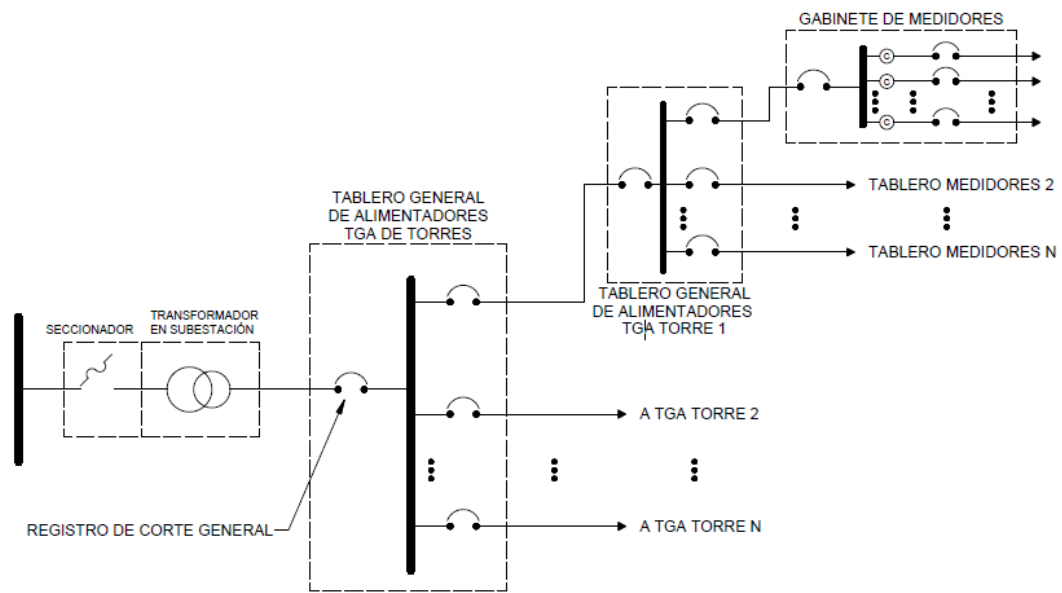 GABINETE DE MEDIDORES
C
C
C
TABLERO MEDIDORES 2
TABLERO MEDIDORES N
TABLERO GENERAL
DE ALIMENTADORES
TGA TORRE 1
TABLERO GENERAL
DE ALIMENTADORES
TGA DE TORRES
SECCIONADOR
TRANSFORMADOR
EN SUBESTACIÓN
A TGA TORRE 2
A TGA TORRE N
REGISTRO DE CORTE GENERAL